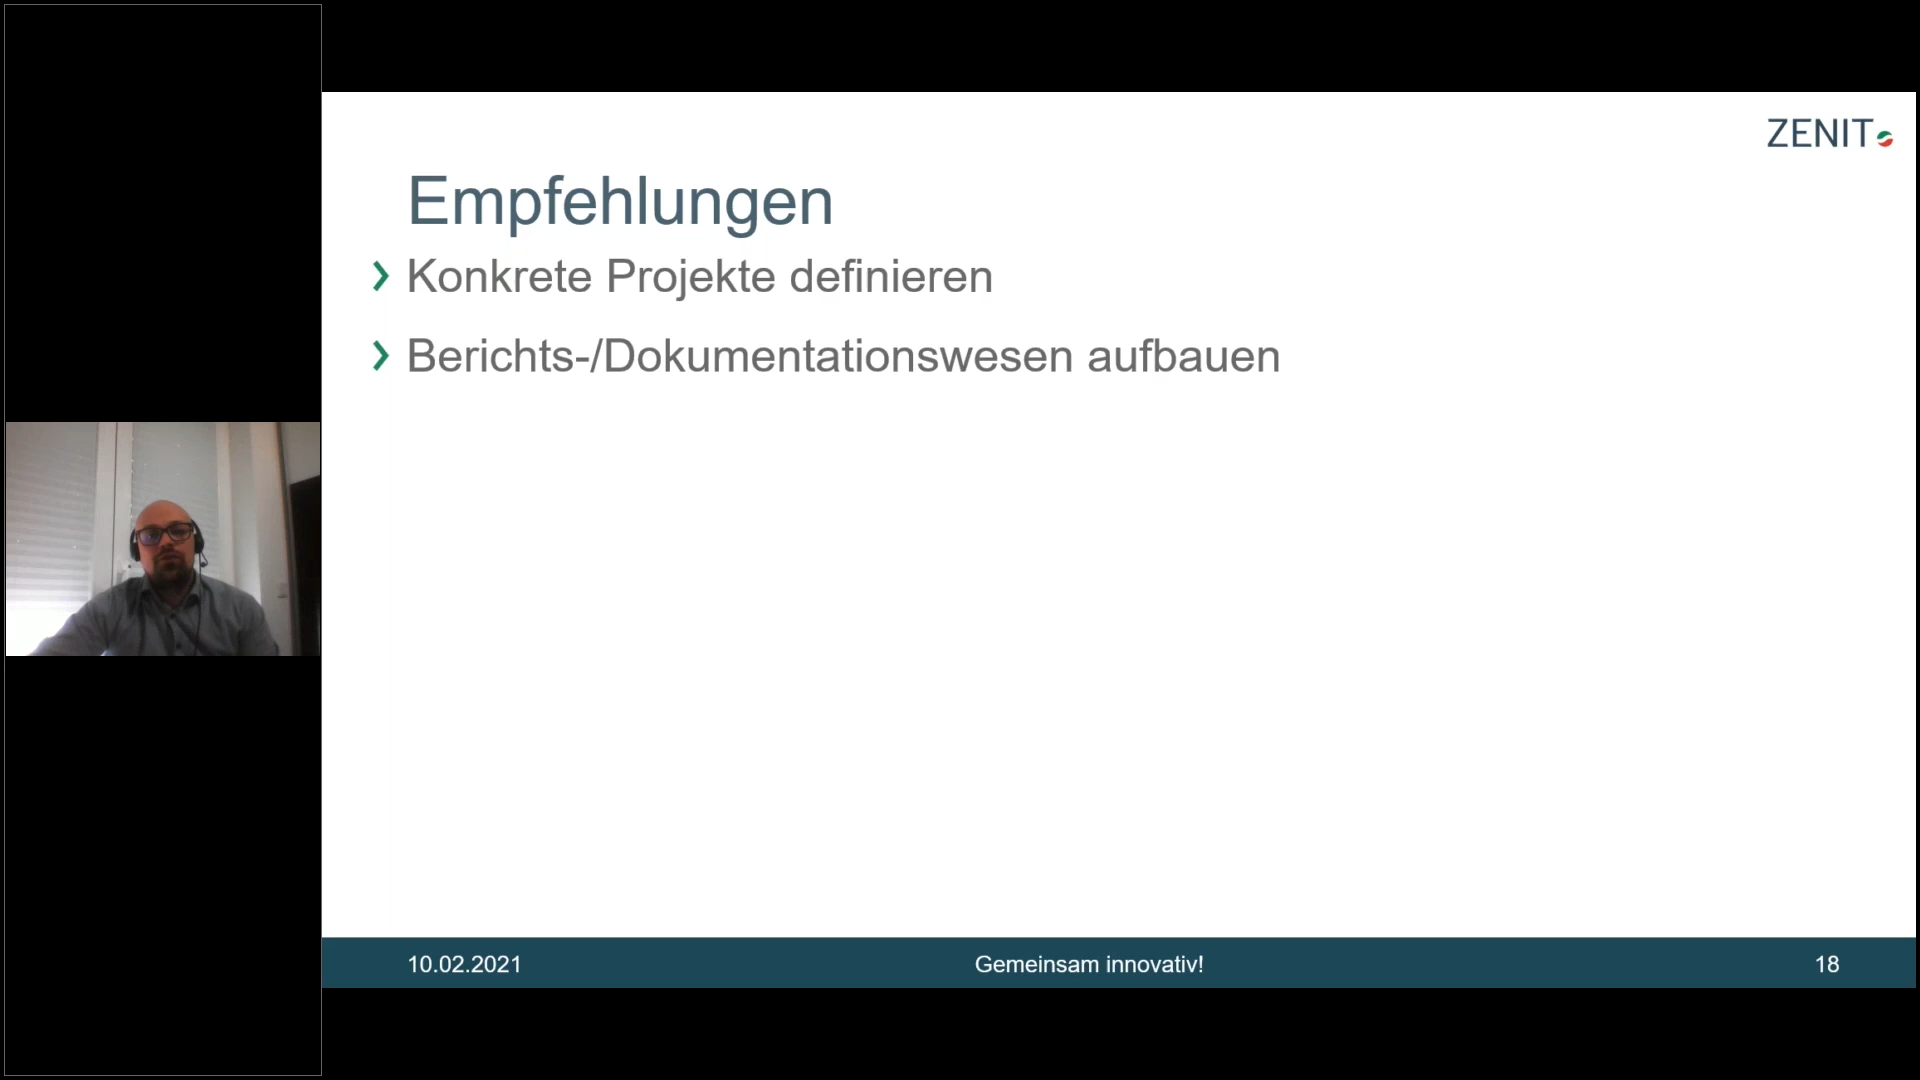 ZENIT
Empfehlungen
Konkrete Projekte definieren
Berichts-/Dokumentationswesen aufbauen
10.02.2021
Gemeinsam innovativ!
18